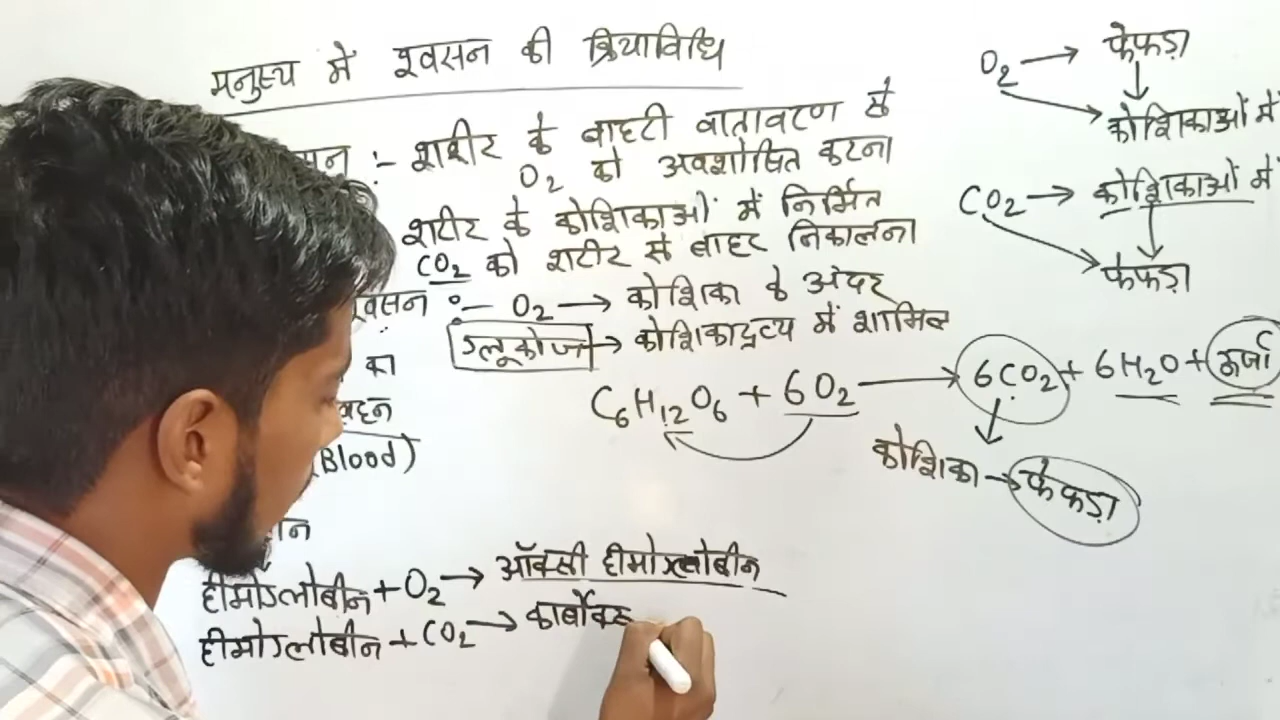 मनुस्य में श्वसन की क्रियाविधि
:- शरीर के बाहरी वातावरण से
O2 को अवशोषित करना
शरीर के कोशिकाओं में निर्मित
CO2 को शरीर से बाहर निकालना
श्वसन :- O2 → कोशिका के अंदर
ग्लूकोज → कोशिकाद्रव्य में शामिल
का
C6H12O6 + 6O2 → 6CO2 + 6H2O + ऊर्जा
वहन
(Blood)
कोशिका → फेफड़ा
हीमोग्लोबीन + O2 → ऑक्सी हीमोग्लोबीन
हीमोग्लोबीन + CO2 → कार्बोक्स
O2 → फेफड़ा
कोशिकाओं में
CO2 → कोशिकाओं में
फेफड़ा